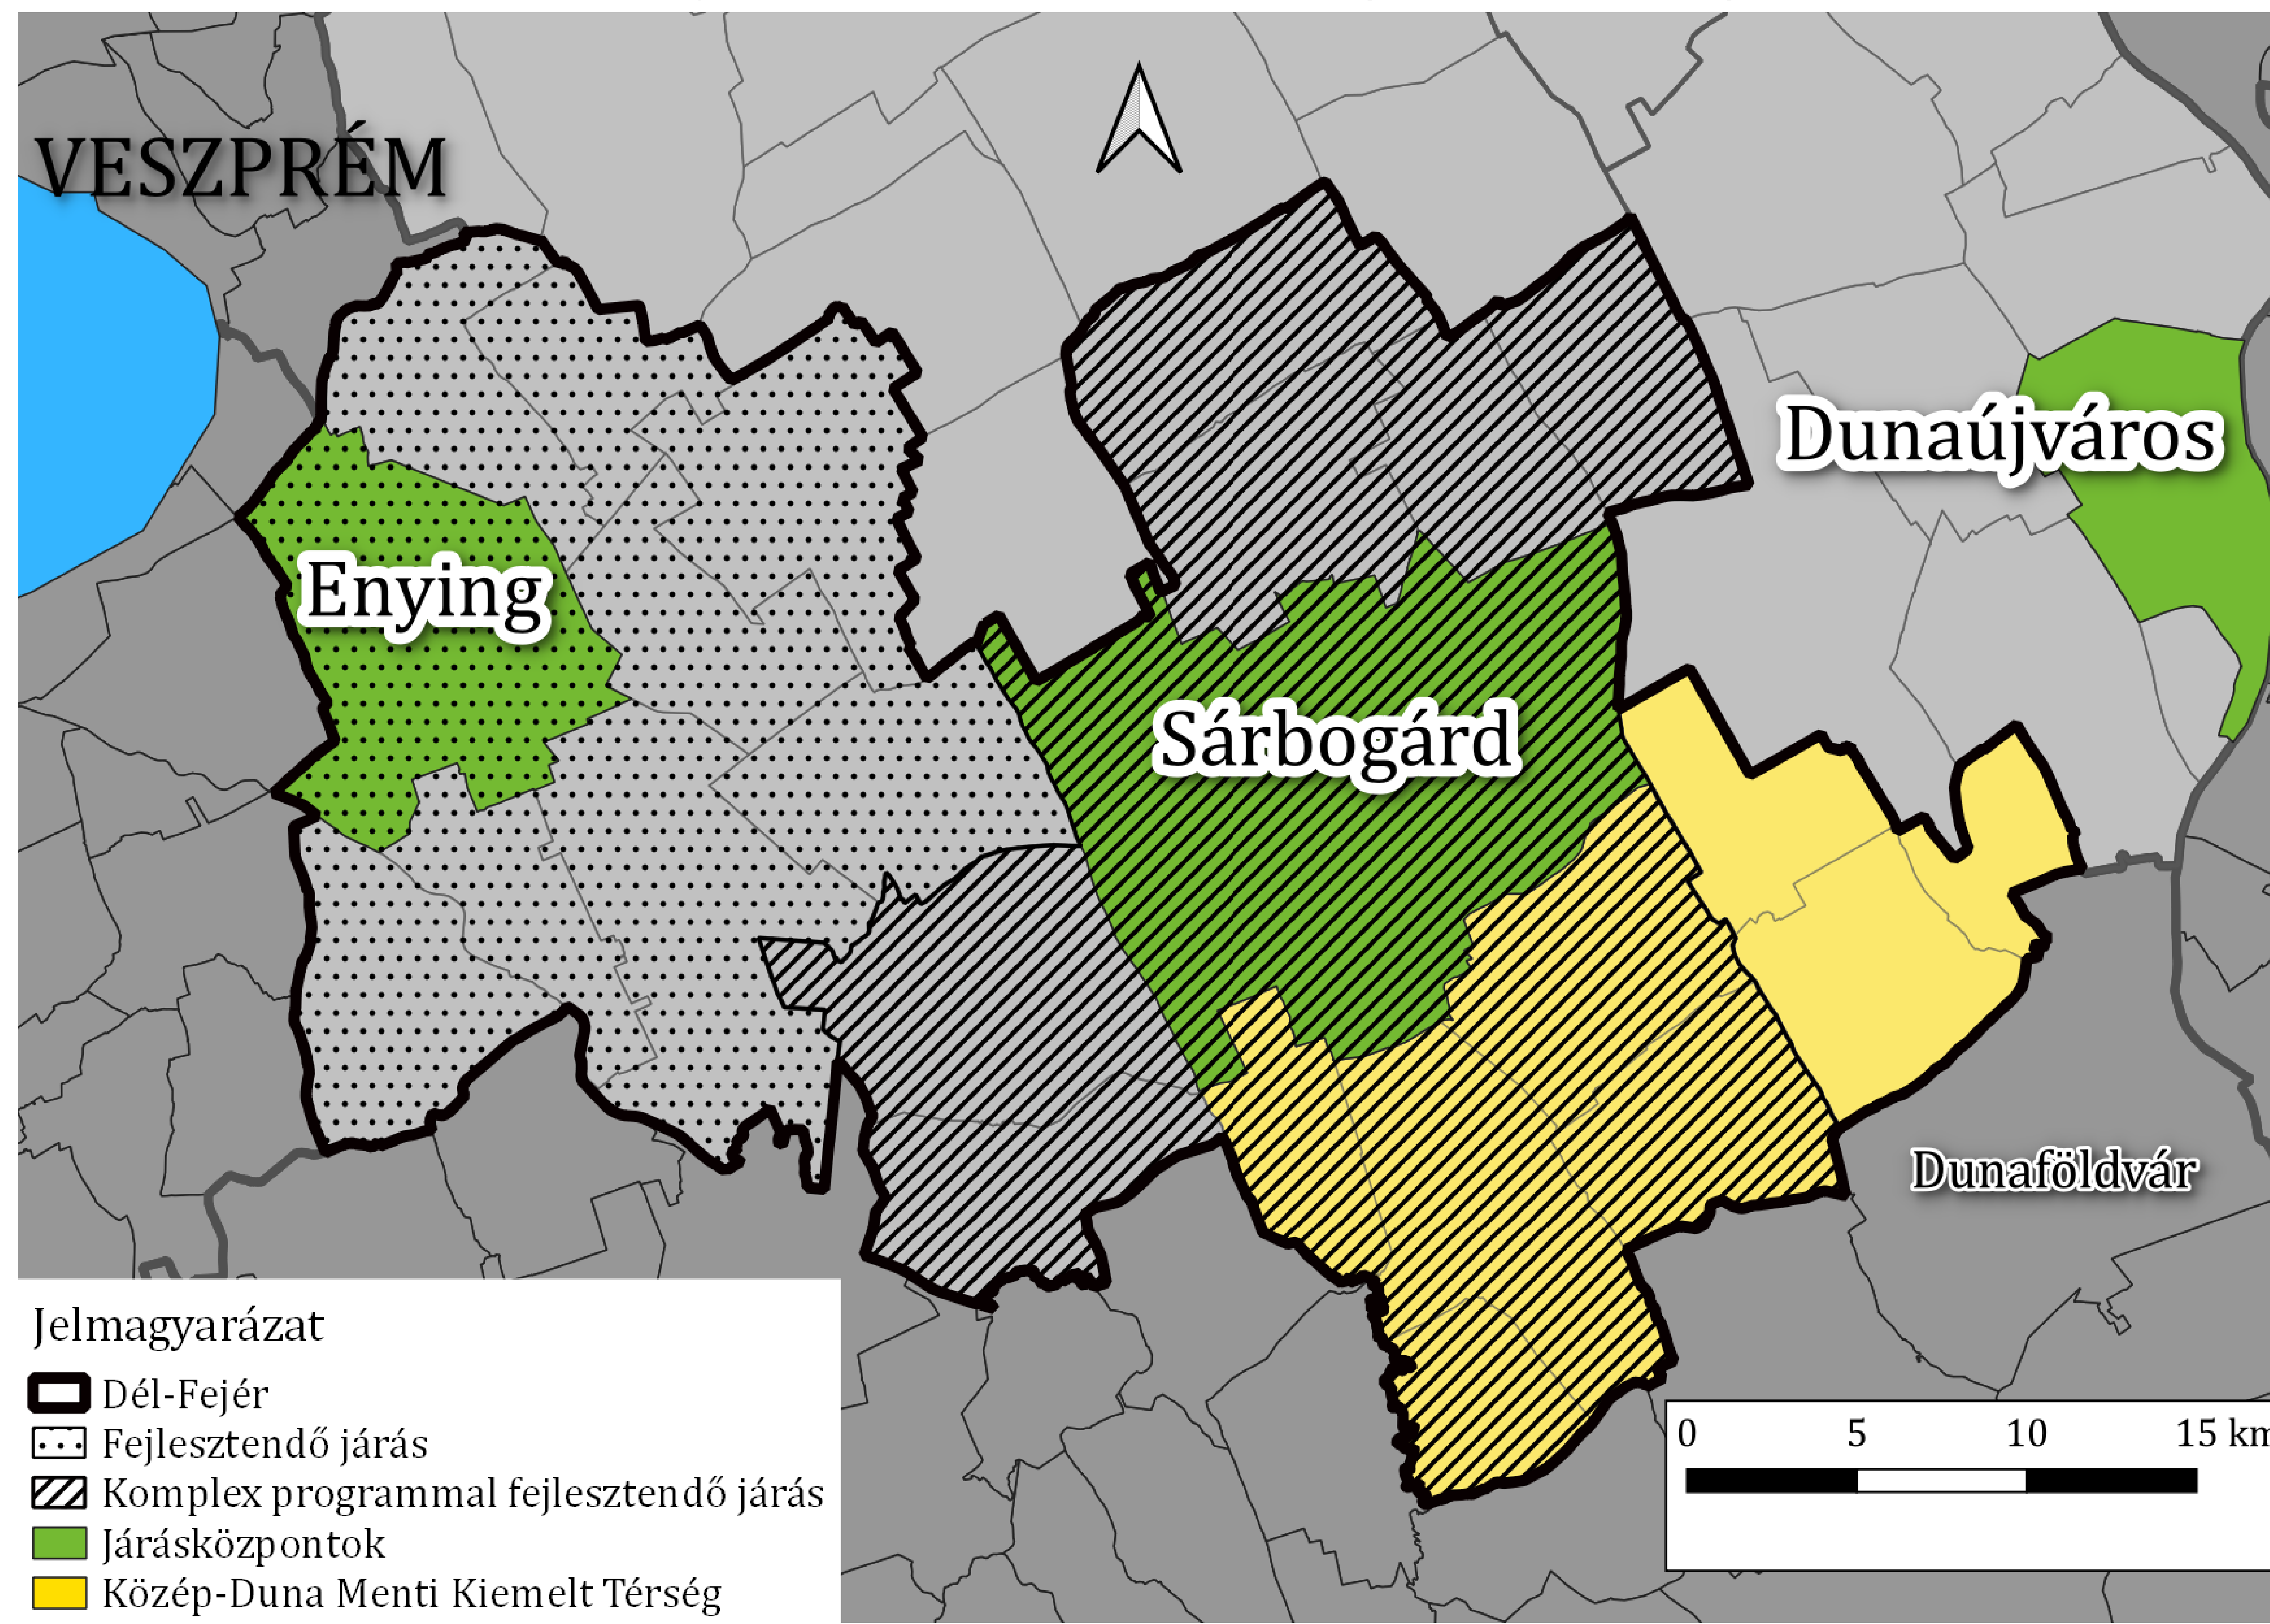 VESZPRÉM
Dunaújváros
Enying
Sárbogárd
Dunaföldvár
Jelmagyarázat
Dél-Fejér
Fejlesztendő járás
Komplex programmal fejlesztendő járás
Járásközpontok
Közép-Duna Menti Kiemelt Térség
0 5 10 15 km